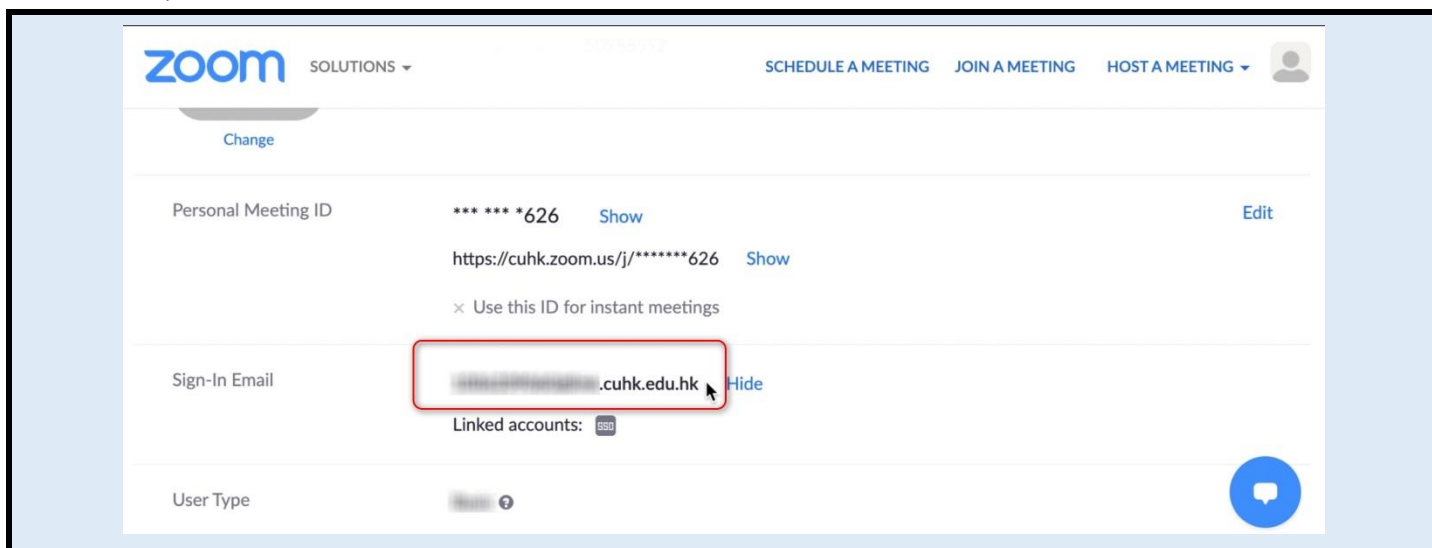 zoom SOLUTIONS SCHEDULE A MEETING JOIN A MEETING HOST A MEETING
Change
Personal Meeting ID *** *** *626 Show Edit
https://cuhk.zoom.us/j/*******626 Show
× Use this ID for instant meetings
Sign-In Email .cuhk.edu.hk Hide
Linked accounts: SSO
User Type